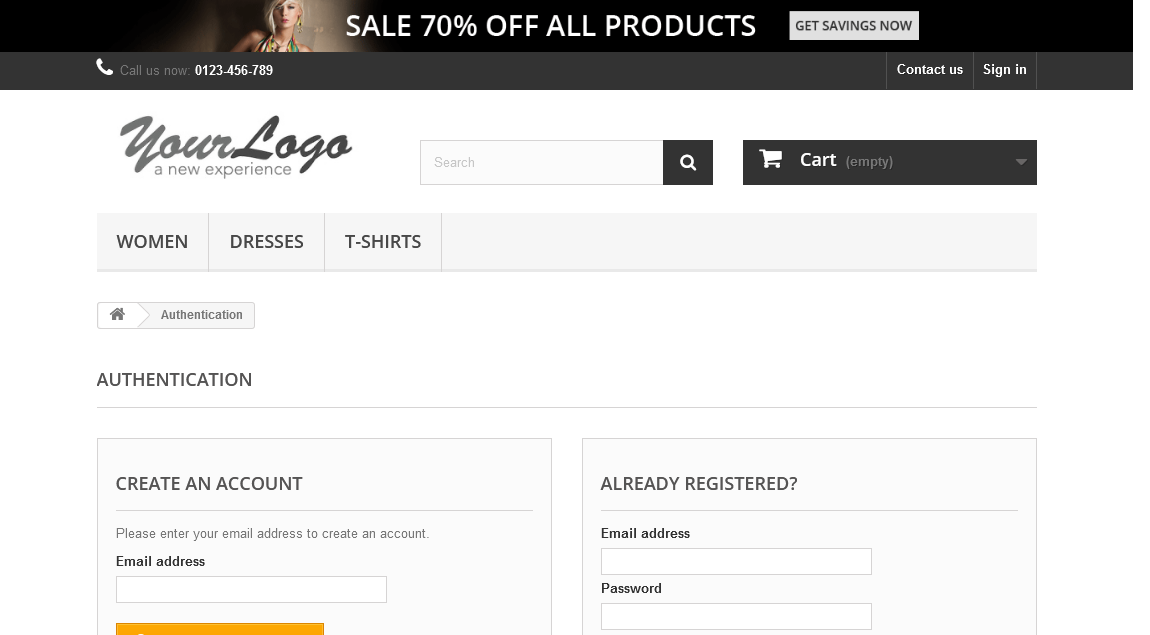 SALE 70% OFF ALL PRODUCTS GET SAVINGS NOW
Call us now: 0123-456-789 Contact us Sign in
YourLogo
a new experience
Search
Cart (empty)
WOMEN DRESSES T-SHIRTS
Authentication
AUTHENTICATION
CREATE AN ACCOUNT
Please enter your email address to create an account.
Email address
ALREADY REGISTERED?
Email address
Password